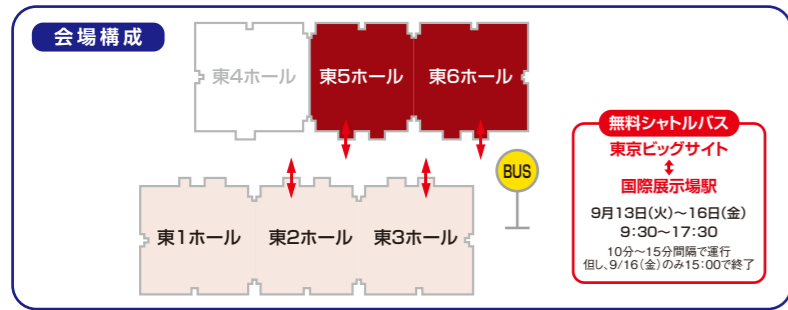 会場構成
東4ホール
東5ホール
東6ホール
BUS
東1ホール
東2ホール
東3ホール
無料シャトルバス
東京ビッグサイト
国際展示場駅
9月13日(火)〜16日(金)
9:30〜17:30
10分〜15分間隔で運行
但し、9/16(金)のみ15:00で終了